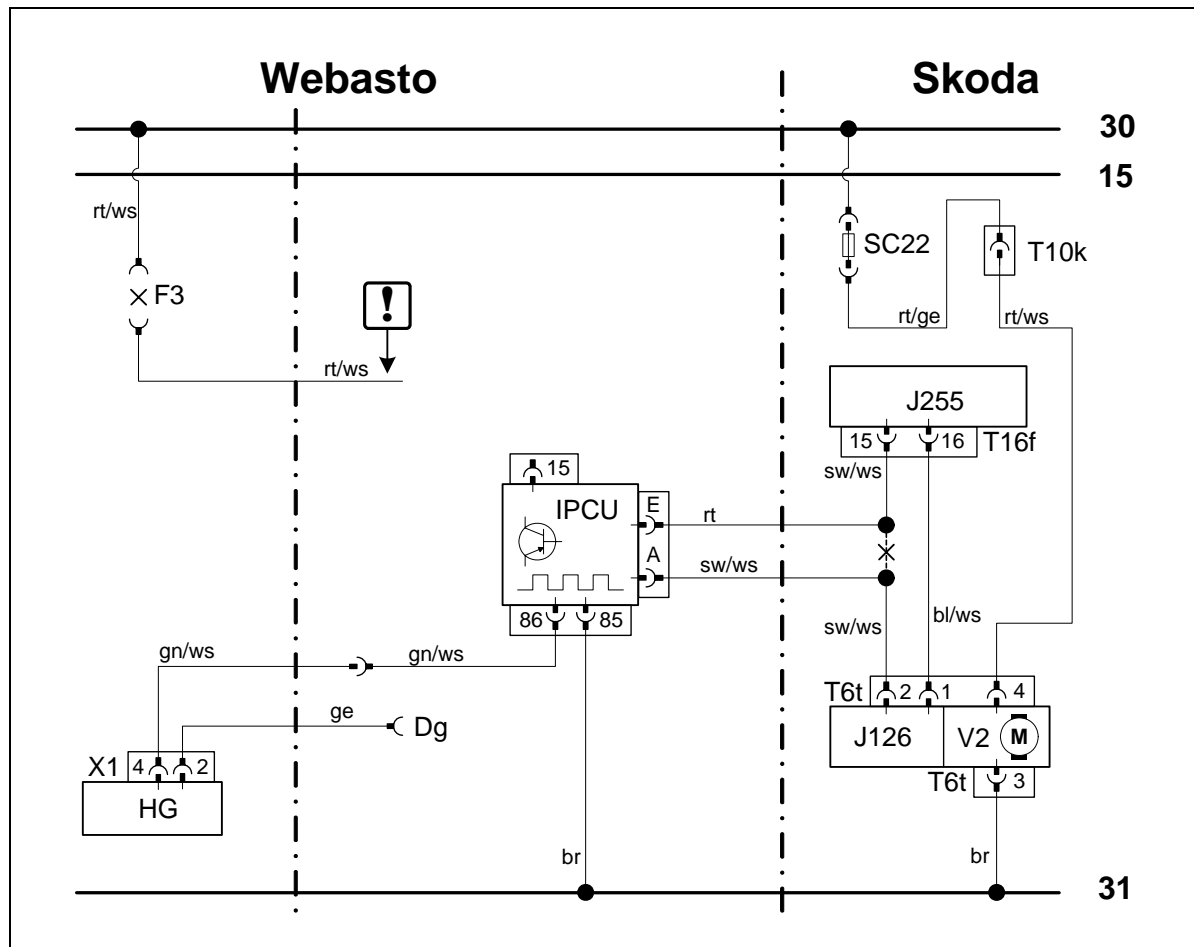 Webasto
Skoda
30
15
rt/ws
F3
!
rt/ws
SC22
T10k
rt/ge
rt/ws
J255
15
16
T16f
sw/ws
15
IPCU
E
rt
A
sw/ws
86
85
sw/ws
bl/ws
gn/ws
gn/ws
ge
Dg
T6t
2
1
4
J126
V2
M
X1
4
2
HG
T6t
3
br
br
31